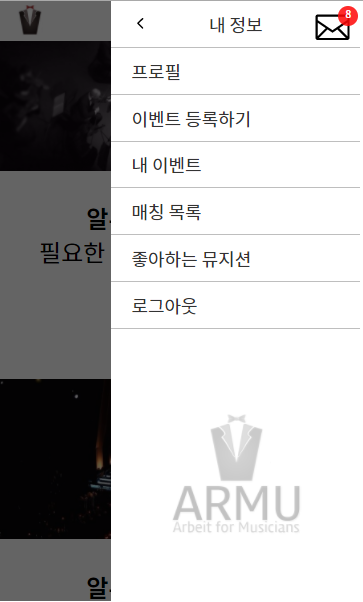 내 정보
8
프로필
이벤트 등록하기
내 이벤트
매칭 목록
좋아하는 뮤지션
로그아웃
필요한
ARMU
Arbeit for Musicians